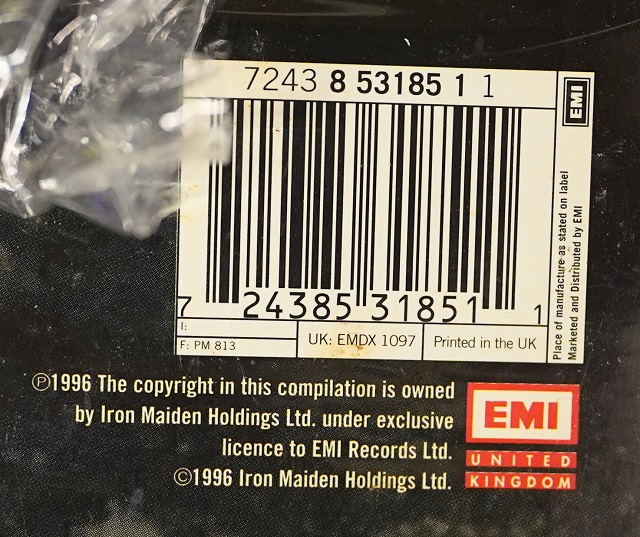 7243 8 53185 1 1
EMI
7 24385 31851 1
Place of manufacture as stated on label
Marketed and Distributed by EMI
I:
F: PM 813
UK: EMDX 1097
Printed in the UK
℗1996 The copyright in this compilation is owned
by Iron Maiden Holdings Ltd. under exclusive
licence to EMI Records Ltd.
©1996 Iron Maiden Holdings Ltd.
EMI
UNITED
KINGDOM